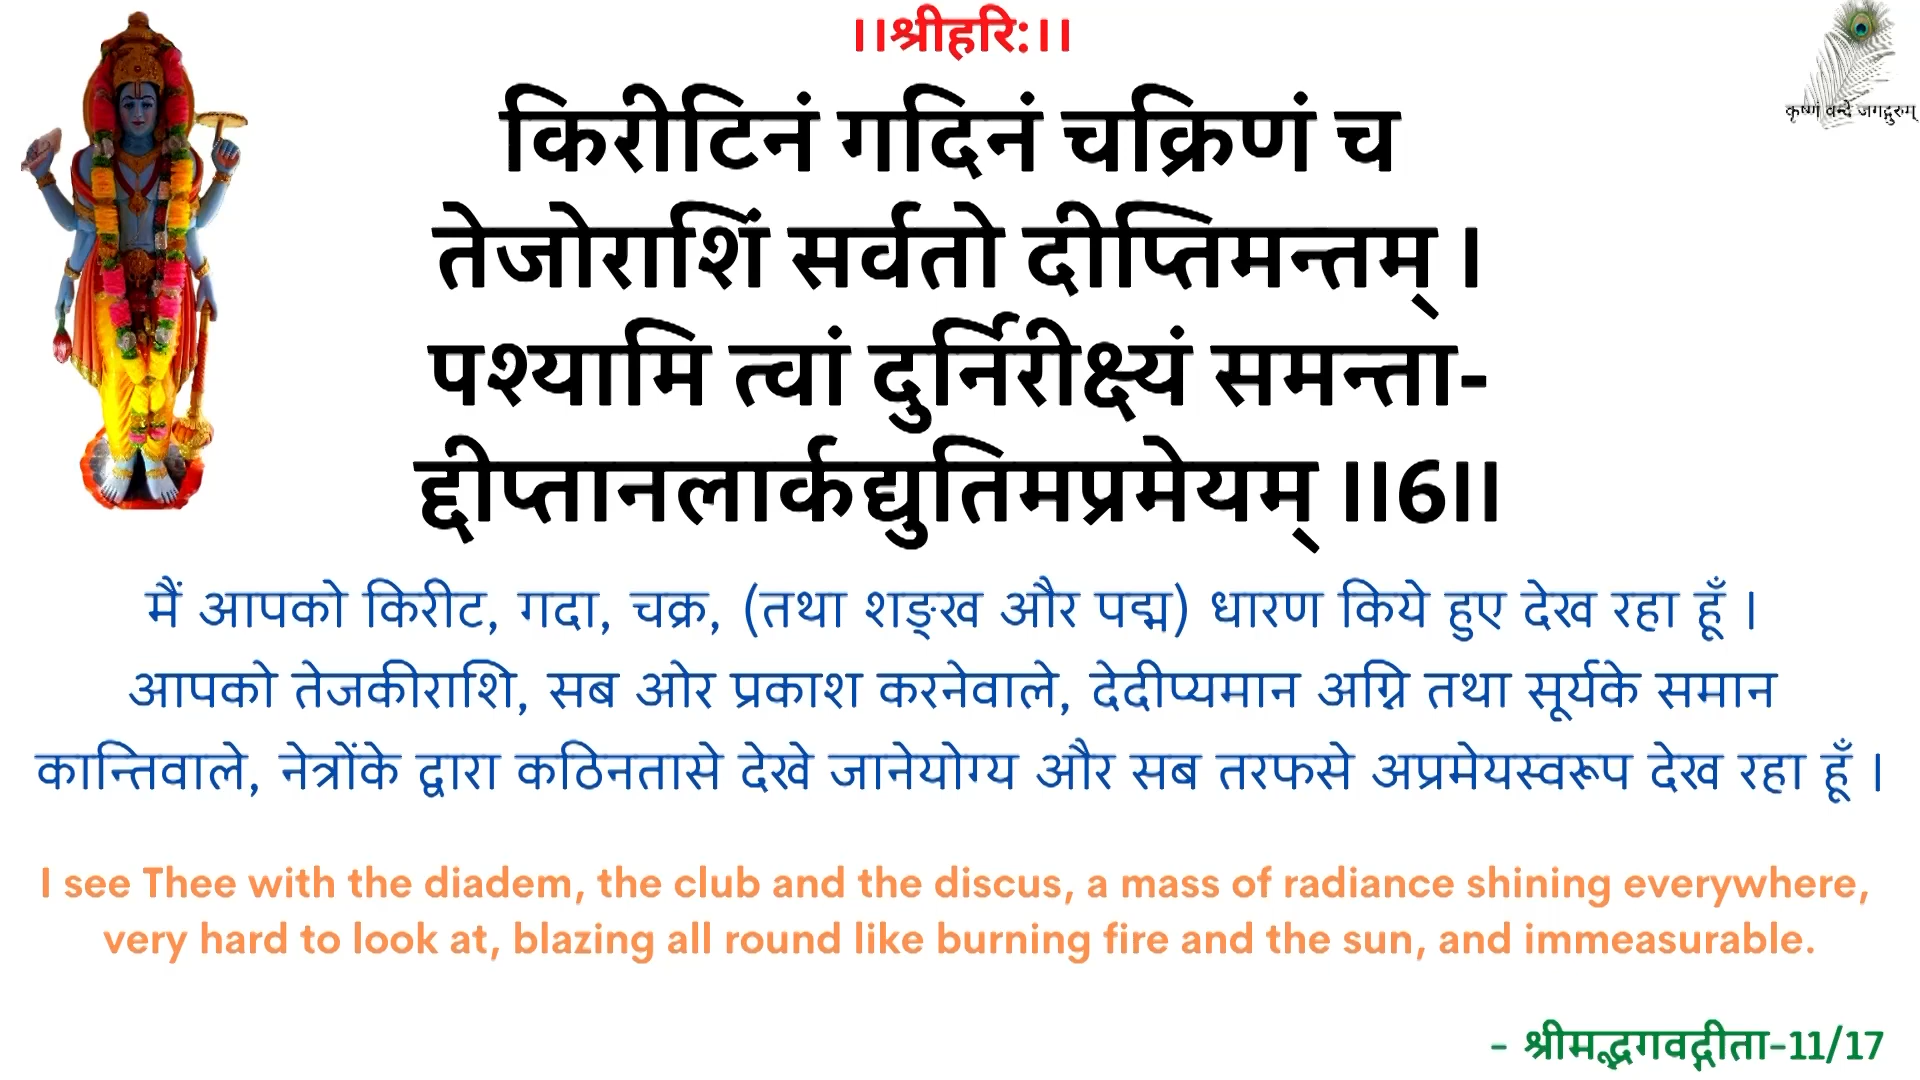 ।।श्रीहरि:।।
कृष्णं वन्दे जगद्गुरुम्
किरीटिनं गदिनं चक्रिणं च
तेजोराशिं सर्वतो दीप्तिमन्तम् ।
पश्यामि त्वां दुर्निरीक्ष्यं समन्ता-
द्दीप्तानलार्कद्युतिमप्रमेयम् ।।6।।
मैं आपको किरीट, गदा, चक्र, (तथा शङ्ख और पद्म) धारण किये हुए देख रहा हूँ ।
आपको तेजकीराशि, सब ओर प्रकाश करनेवाले, देदीप्यमान अग्नि तथा सूर्यके समान
कान्तिवाले, नेत्रोंके द्वारा कठिनतासे देखे जानेयोग्य और सब तरफसे अप्रमेयस्वरूप देख रहा हूँ ।
I see Thee with the diadem, the club and the discus, a mass of radiance shining everywhere,
very hard to look at, blazing all round like burning fire and the sun, and immeasurable.
- श्रीमद्भगवद्गीता-11/17